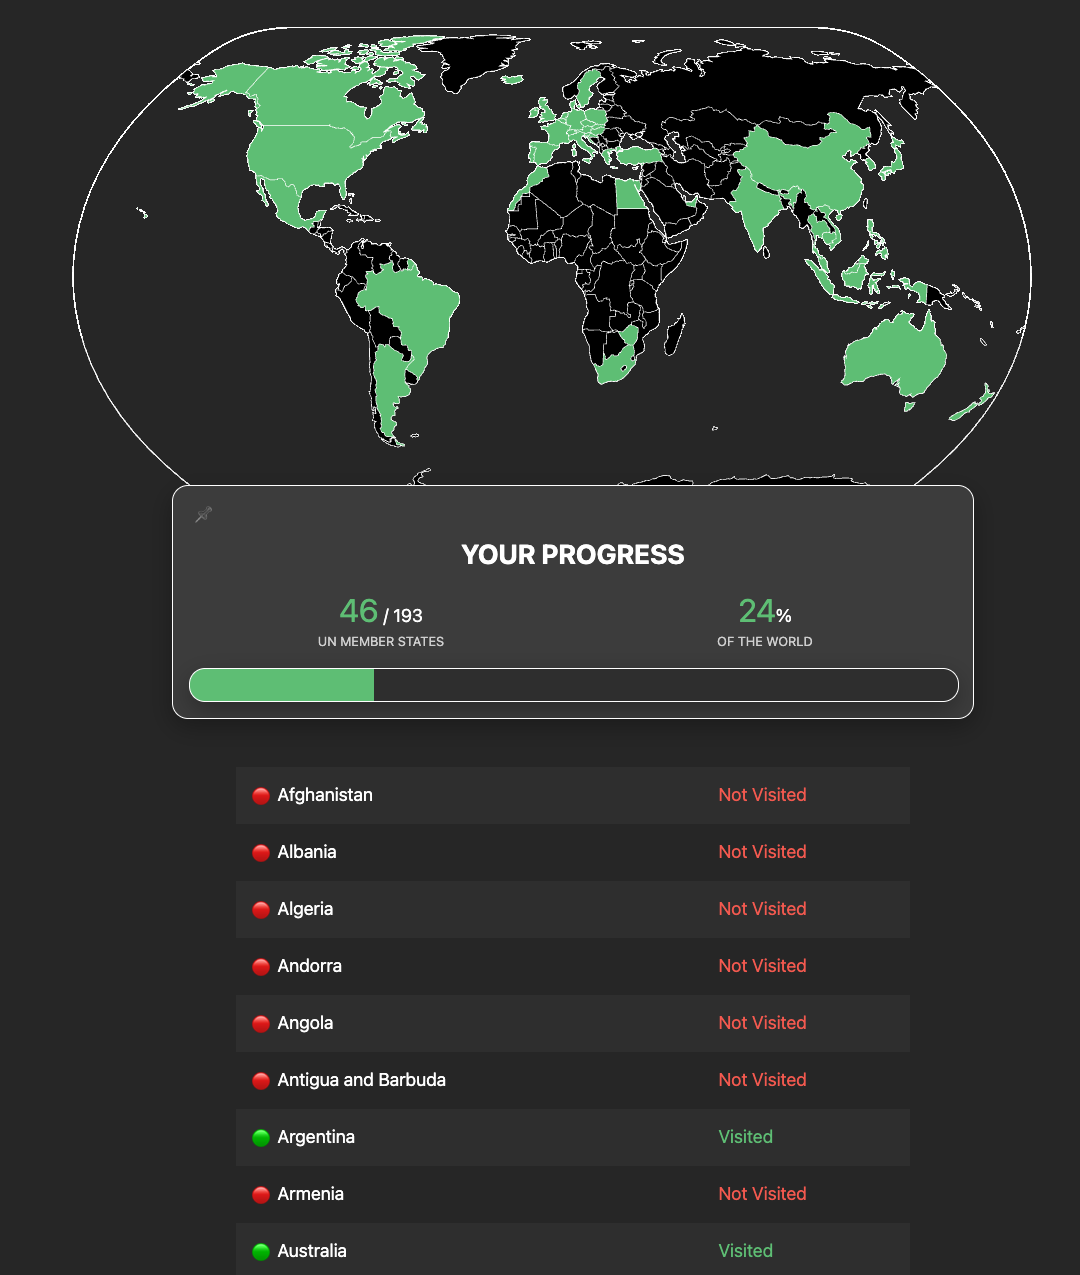 YOUR PROGRESS
46 / 193
24%
UN MEMBER STATES
OF THE WORLD
Afghanistan Not Visited
Albania Not Visited
Algeria Not Visited
Andorra Not Visited
Angola Not Visited
Antigua and Barbuda Not Visited
Argentina Visited
Armenia Not Visited
Australia Visited